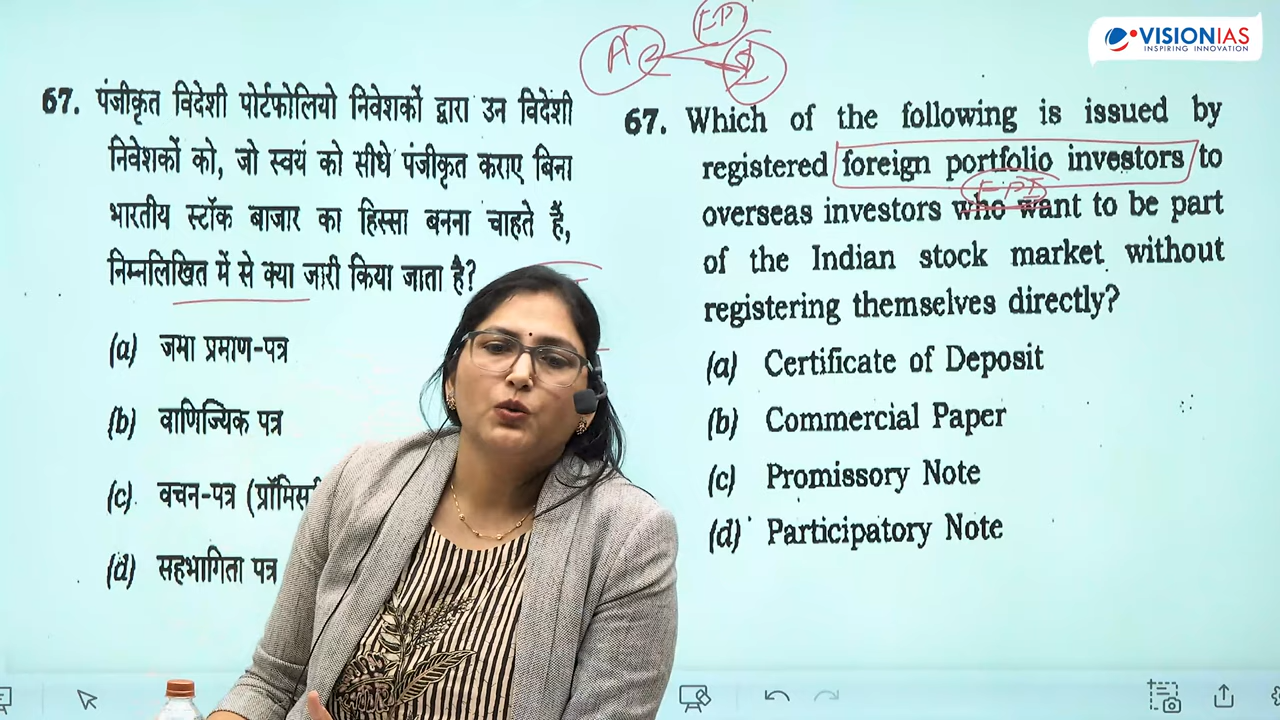 VISIONIAS
INSPIRING INNOVATION
A
FPI
I
67. पंजीकृत विदेशी पोर्टफोलियो निवेशकों द्वारा उन विदेशी
निवेशकों को, जो स्वयं को सीधे पंजीकृत कराए बिना
भारतीय स्टॉक बाजार का हिस्सा बनना चाहते हैं,
निम्नलिखित में से क्या जारी किया जाता है?
(a) जमा प्रमाण-पत्र
(b) वाणिज्यिक पत्र
(c) वचन-पत्र (प्रॉमिसरी
(d) सहभागिता पत्र
67. Which of the following is issued by
registered foreign portfolio investors to
FPI
overseas investors who want to be part
of the Indian stock market without
registering themselves directly?
(a) Certificate of Deposit
(b) Commercial Paper
(c) Promissory Note
(d) Participatory Note